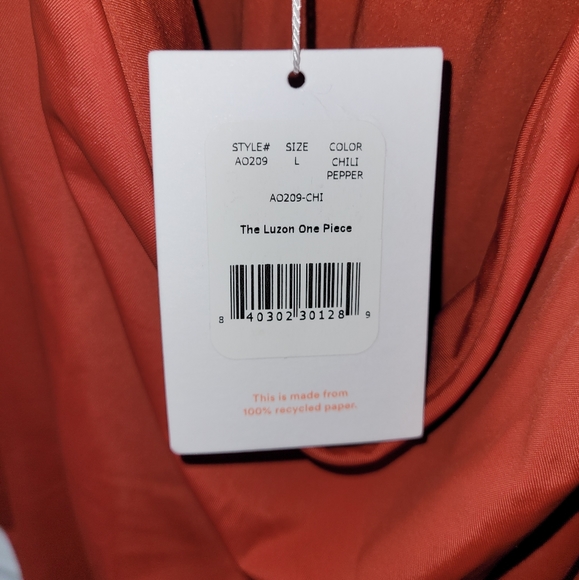 STYLE# SIZE COLOR
AO209 L CHILI
PEPPER
AO209-CHI
The Luzon One Piece
8 40302 30128 9
This is made from
100% recycled paper.